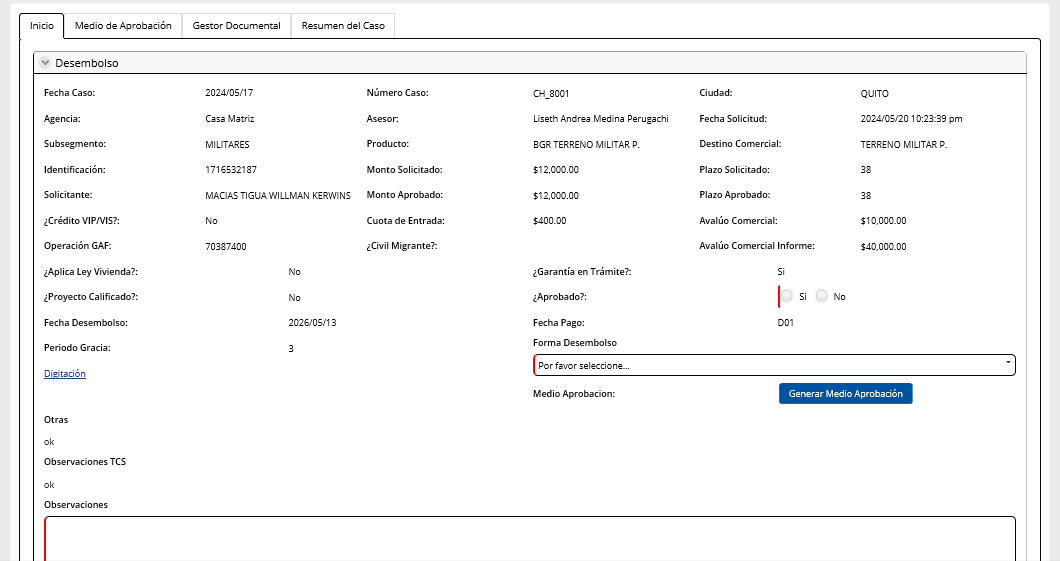 Inicio Medio de Aprobación Gestor Documental Resumen del Caso
Desembolso
Fecha Caso: 2024/05/17 Número Caso: CH_8001 Ciudad: QUITO
Agencia: Casa Matriz Asesor: Liseth Andrea Medina Perugachi Fecha Solicitud: 2024/05/20 10:23:39 pm
Subsegmento: MILITARES Producto: BGR TERRENO MILITAR P. Destino Comercial: TERRENO MILITAR P.
Identificación: 1716532187 Monto Solicitado: $12,000.00 Plazo Solicitado: 38
Solicitante: MACIAS TIGUA WILLMAN KERWINS Monto Aprobado: $12,000.00 Plazo Aprobado: 38
¿Crédito VIP/VIS?: No Cuota de Entrada: $400.00 Avalúo Comercial: $10,000.00
Operación GAF: 70387400 ¿Civil Migrante?: Avalúo Comercial Informe: $40,000.00
¿Aplica Ley Vivienda?: No ¿Garantía en Trámite?: Si
¿Proyecto Calificado?: No ¿Aprobado?: Si No
Fecha Desembolso: 2026/05/13 Fecha Pago: D01
Periodo Gracia: 3 Forma Desembolso
Por favor seleccione...
Digitación
Medio Aprobacion: Generar Medio Aprobación
Otras
ok
Observaciones TCS
ok
Observaciones